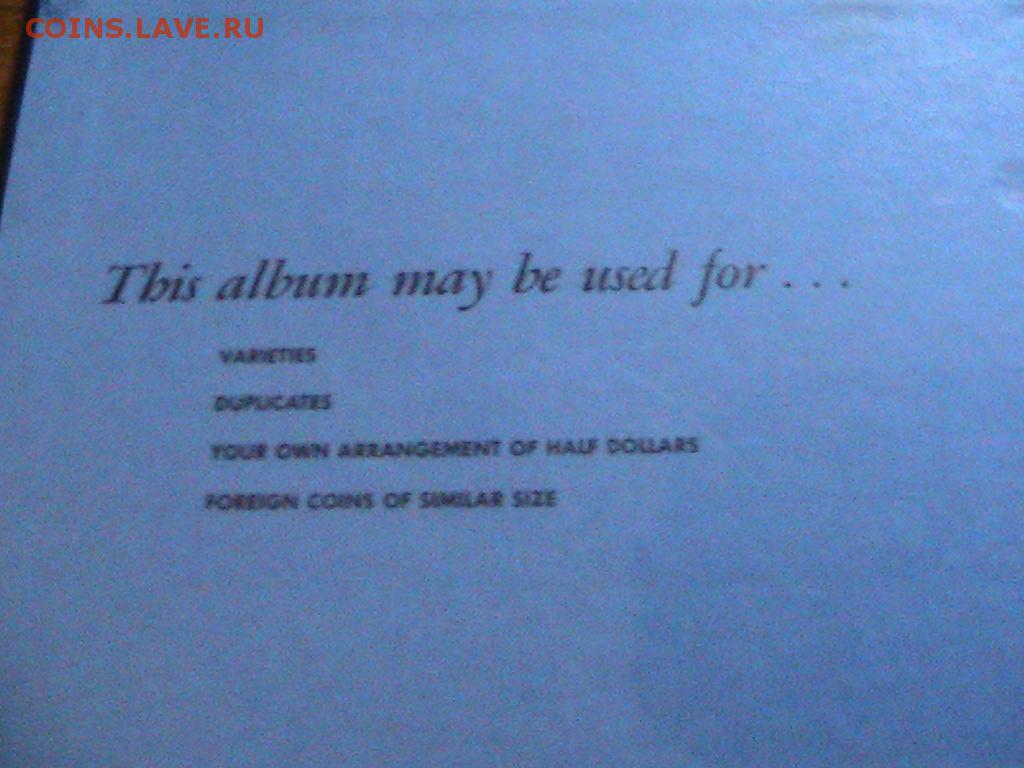 COINS.LAVE.RU
This album may be used for . . .
VARIETIES
DUPLICATES
YOUR OWN ARRANGEMENT OF HALF DOLLARS
FOREIGN COINS OF SIMILAR SIZE